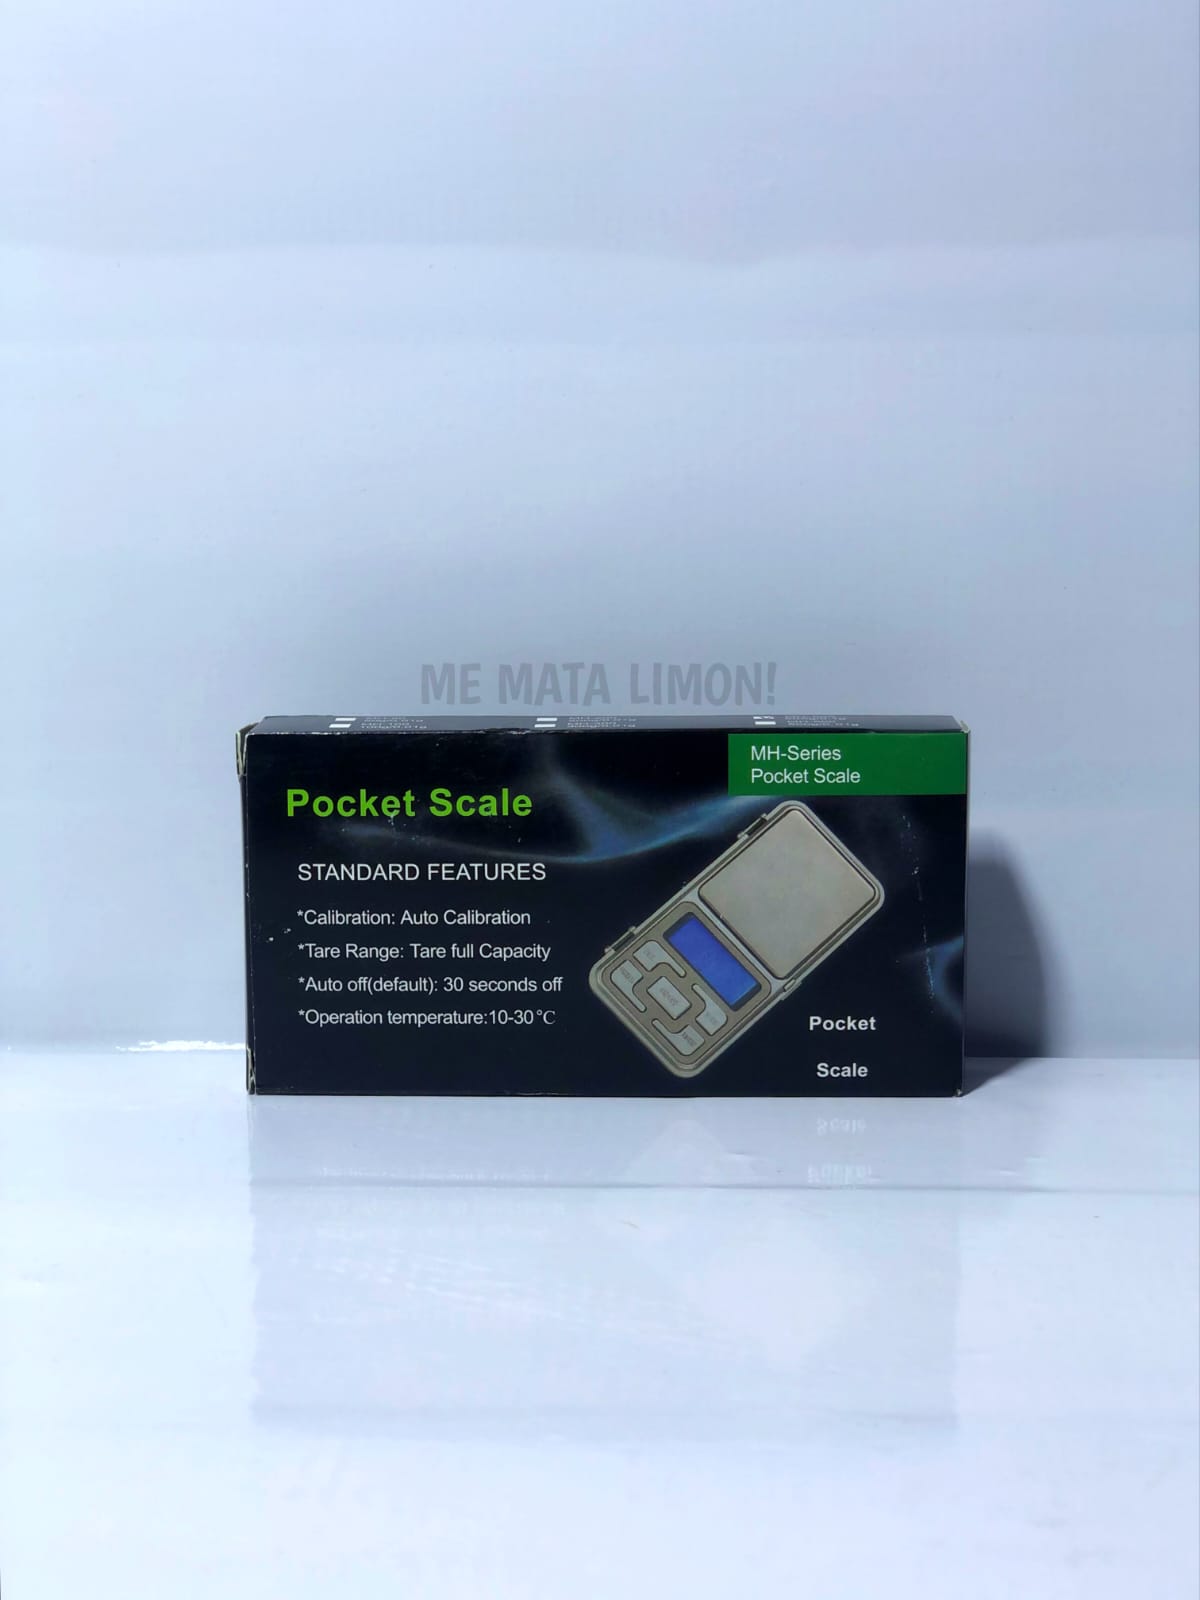 ME MATA LIMON!
MH-Series
Pocket Scale
Pocket Scale
STANDARD FEATURES
*Calibration: Auto Calibration
*Tare Range: Tare full Capacity
*Auto off(default): 30 seconds off
*Operation temperature:10-30℃
Pocket
Scale